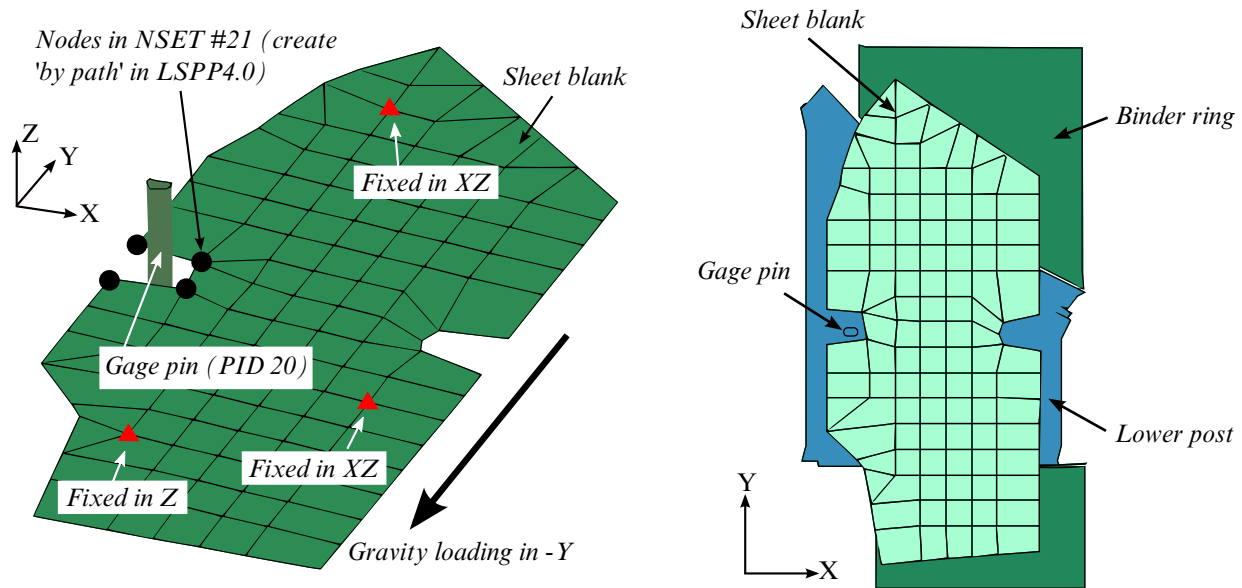 Nodes in NSET #21 (create
'by path' in LSPP4.0)
Sheet blank
Z
Y
X
Fixed in XZ
Gage pin (PID 20)
Fixed in XZ
Fixed in Z
Gravity loading in -Y
Sheet blank
Binder ring
Gage pin
Lower post
Y
X